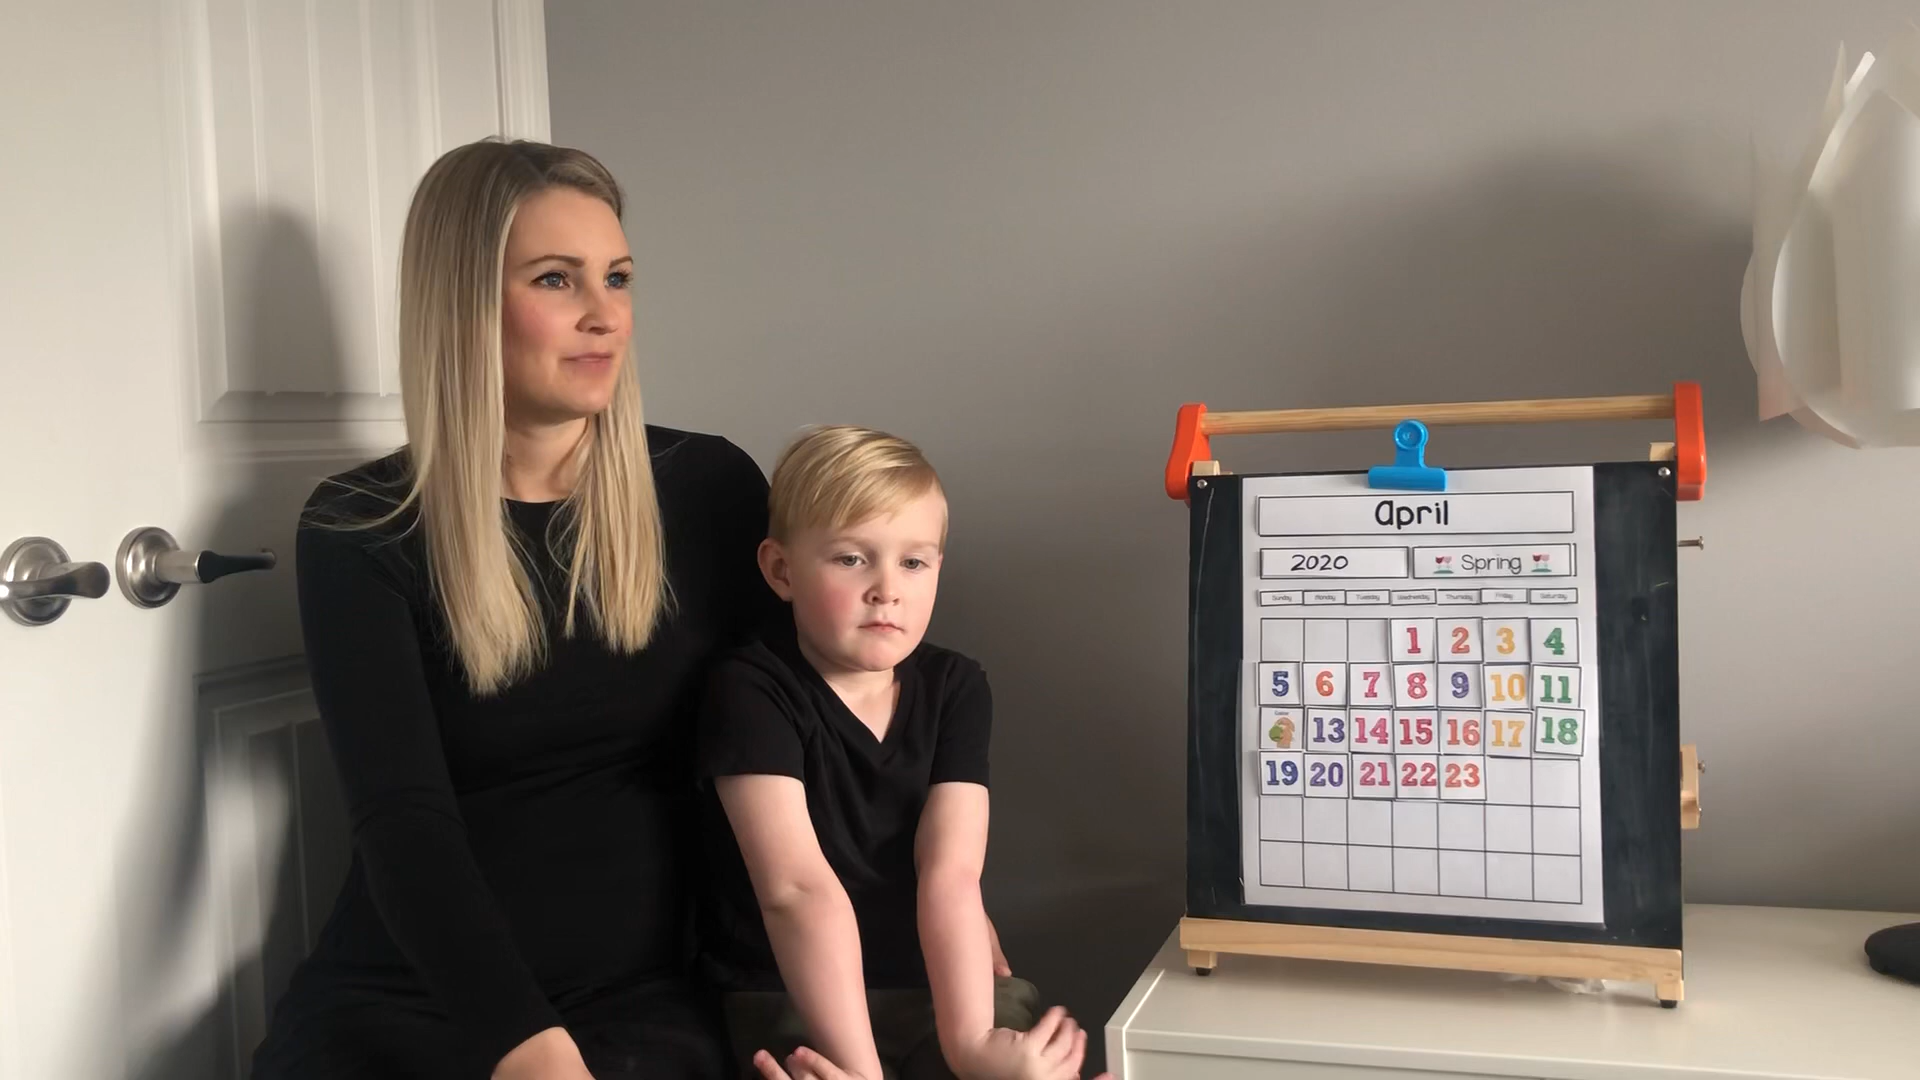 April
2020 Spring
Sunday Monday Tuesday Wednesday Thursday Friday Saturday
1 2 3 4
5 6 7 8 9 10 11
13 14 15 16 17 18
19 20 21 22 23